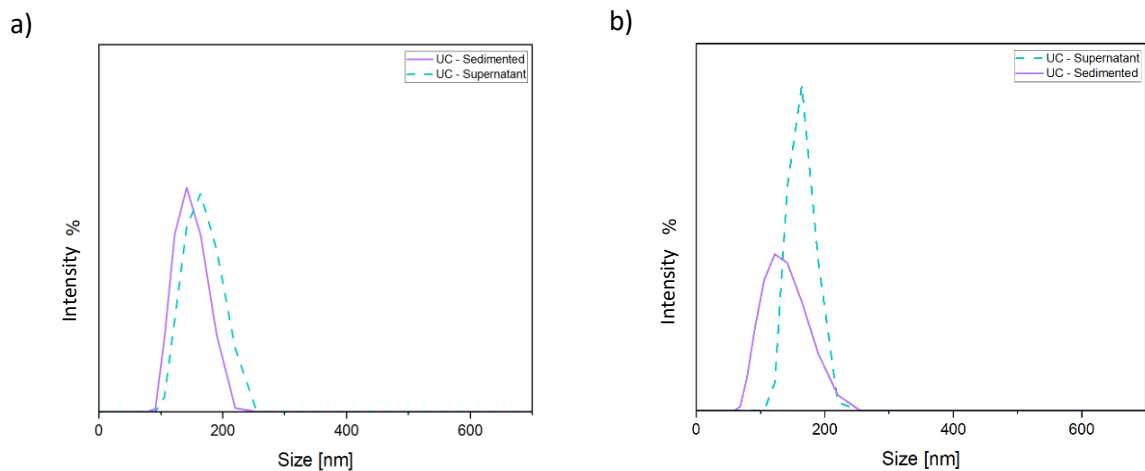 a)
UC - Sedimented
UC - Supernatant
Intensity %
0 200 400 600
Size [nm]
b)
UC - Supernatant
UC - Sedimented
Intensity %
0 200 400 600
Size [nm]